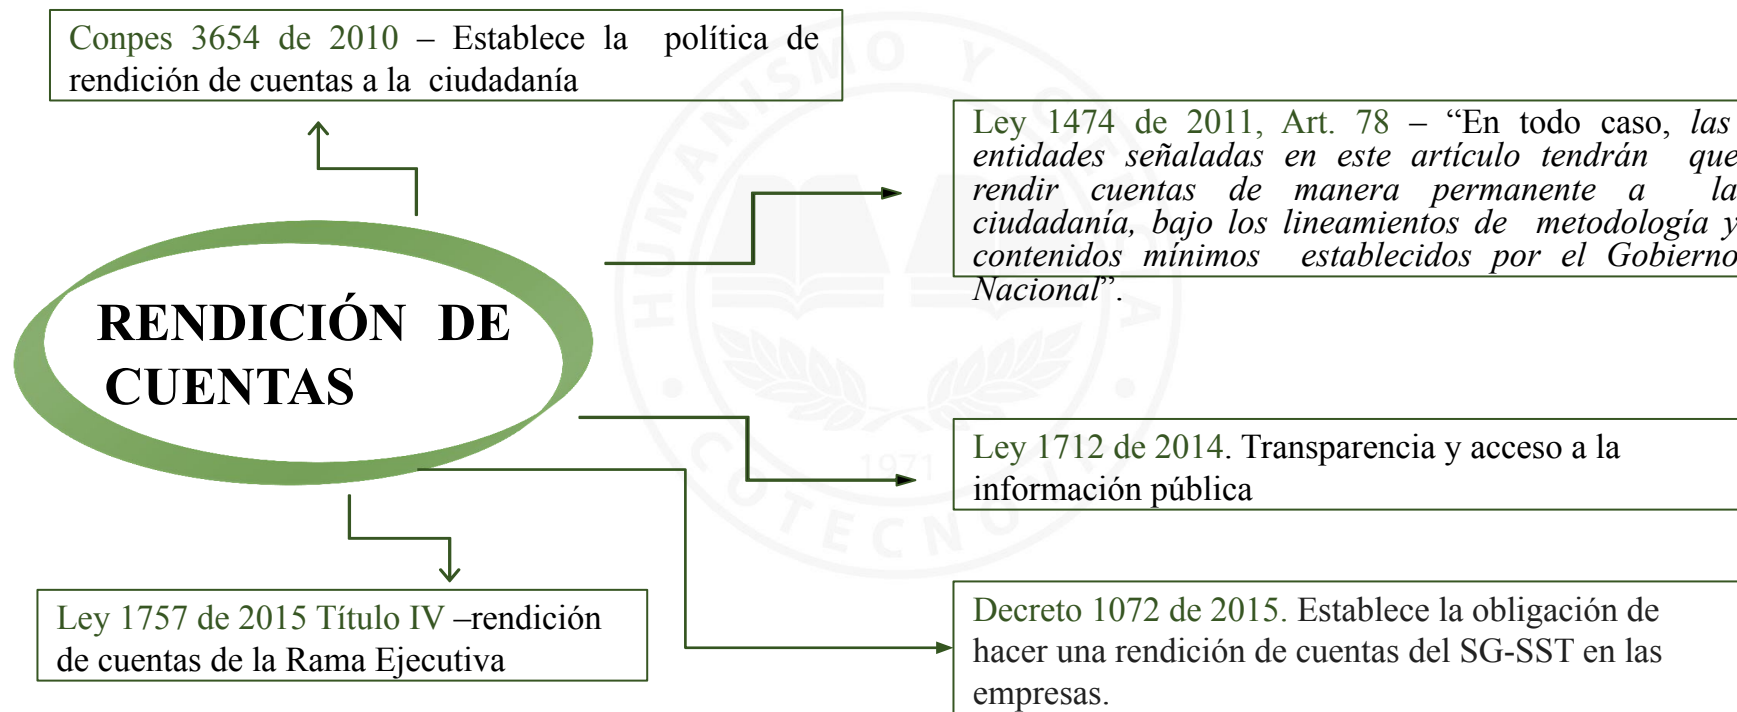 Conpes 3654 de 2010 – Establece la política de
rendición de cuentas a la ciudadanía
Ley 1474 de 2011, Art. 78 – “En todo caso, las
entidades señaladas en este artículo tendrán que
rendir cuentas de manera permanente a la
ciudadanía, bajo los lineamientos de metodología y
contenidos mínimos establecidos por el Gobierno
Nacional”.
RENDICIÓN DE
CUENTAS
Ley 1712 de 2014. Transparencia y acceso a la
información pública
Ley 1757 de 2015 Título IV –rendición
de cuentas de la Rama Ejecutiva
Decreto 1072 de 2015. Establece la obligación de
hacer una rendición de cuentas del SG-SST en las
empresas.
HUMANISMO Y
1971